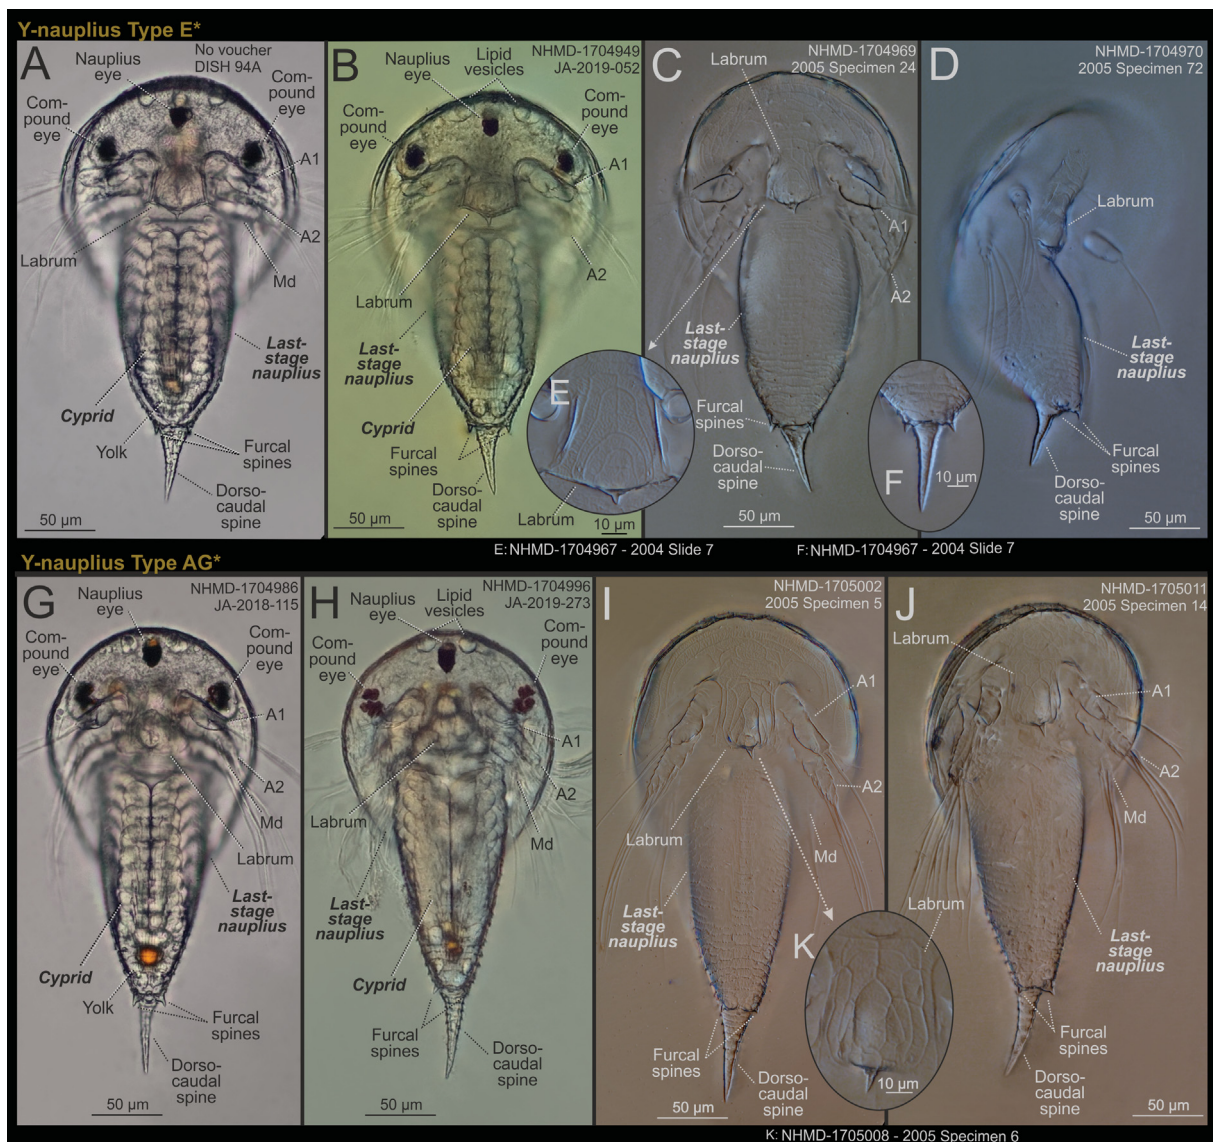 Y-nauplius Type E*
A
No voucher
DISH 94A
Nauplius
eye
Com-
pound
eye
Com-
pound
eye
A1
A2
Labrum
Md
Last-
stage
nauplius
Cyprid
Yolk
Furcal
spines
Dorso-
caudal
spine
50 µm
B
NHMD-1704949
JA-2019-052
Nauplius
eye
Lipid
vesicles
Com-
pound
eye
Com-
pound
eye
A1
A2
Labrum
Last-
stage
nauplius
Cyprid
Furcal
spines
Dorso-
caudal
spine
50 µm
C
NHMD-1704969
2005 Specimen 24
Labrum
A1
A2
Last-
stage
nauplius
Furcal
spines
Dorso-
caudal
spine
50 µm
D
NHMD-1704970
2005 Specimen 72
Labrum
Last-
stage
nauplius
Furcal
spines
Dorso-
caudal
spine
50 µm
E
Labrum
10 µm
F
10 µm
E: NHMD-1704967 - 2004 Slide 7
F: NHMD-1704967 - 2004 Slide 7
Y-nauplius Type AG*
G
NHMD-1704986
JA-2018-115
Nauplius
eye
Com-
pound
eye
Com-
pound
eye
A1
A2
Md
Labrum
Last-
stage
nauplius
Cyprid
Yolk
Furcal
spines
Dorso-
caudal
spine
50 µm
H
NHMD-1704996
JA-2019-273
Nauplius
eye
Lipid
vesicles
Com-
pound
eye
Com-
pound
eye
A1
A2
Labrum
Md
Last-
stage
nauplius
Cyprid
Furcal
spines
Dorso-
caudal
spine
50 µm
I
NHMD-1705002
2005 Specimen 5
A1
A2
Labrum
Md
Last-
stage
nauplius
Furcal
spines
Dorso-
caudal
spine
50 µm
J
NHMD-1705011
2005 Specimen 14
Labrum
A1
A2
Md
Last-
stage
nauplius
Furcal
spines
Dorso-
caudal
spine
50 µm
K
Labrum
10 µm
K: NHMD-1705008 - 2005 Specimen 6